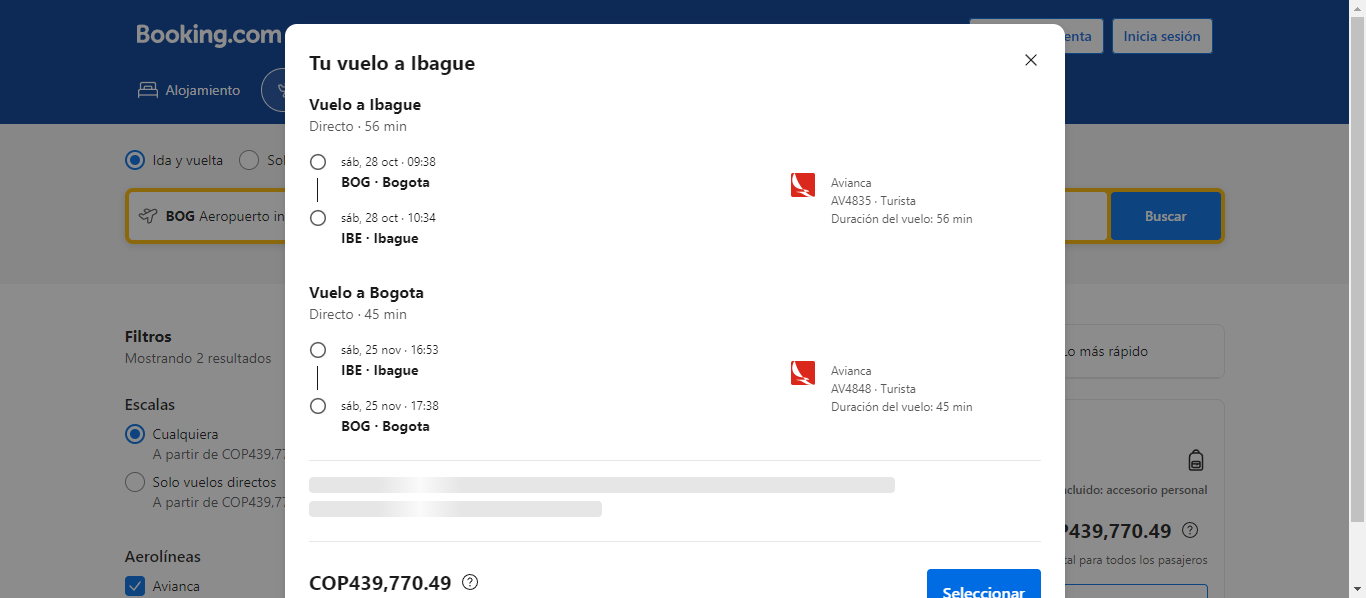 Booking.com
enta
Inicia sesión
Alojamiento
Tu vuelo a Ibague
Vuelo a Ibague
Directo · 56 min
sáb, 28 oct · 09:38
BOG · Bogota
sáb, 28 oct · 10:34
IBE · Ibague
Avianca
AV4835 · Turista
Duración del vuelo: 56 min
Vuelo a Bogota
Directo · 45 min
sáb, 25 nov · 16:53
IBE · Ibague
sáb, 25 nov · 17:38
BOG · Bogota
Avianca
AV4848 · Turista
Duración del vuelo: 45 min
COP439,770.49
Seleccionar
Ida y vuelta
Sol
BOG Aeropuerto in
Buscar
Filtros
Mostrando 2 resultados
Escalas
Cualquiera
A partir de COP439,77
Solo vuelos directos
A partir de COP439,77
Aerolíneas
Avianca
Lo más rápido
ncluido: accesorio personal
P439,770.49
tal para todos los pasajeros